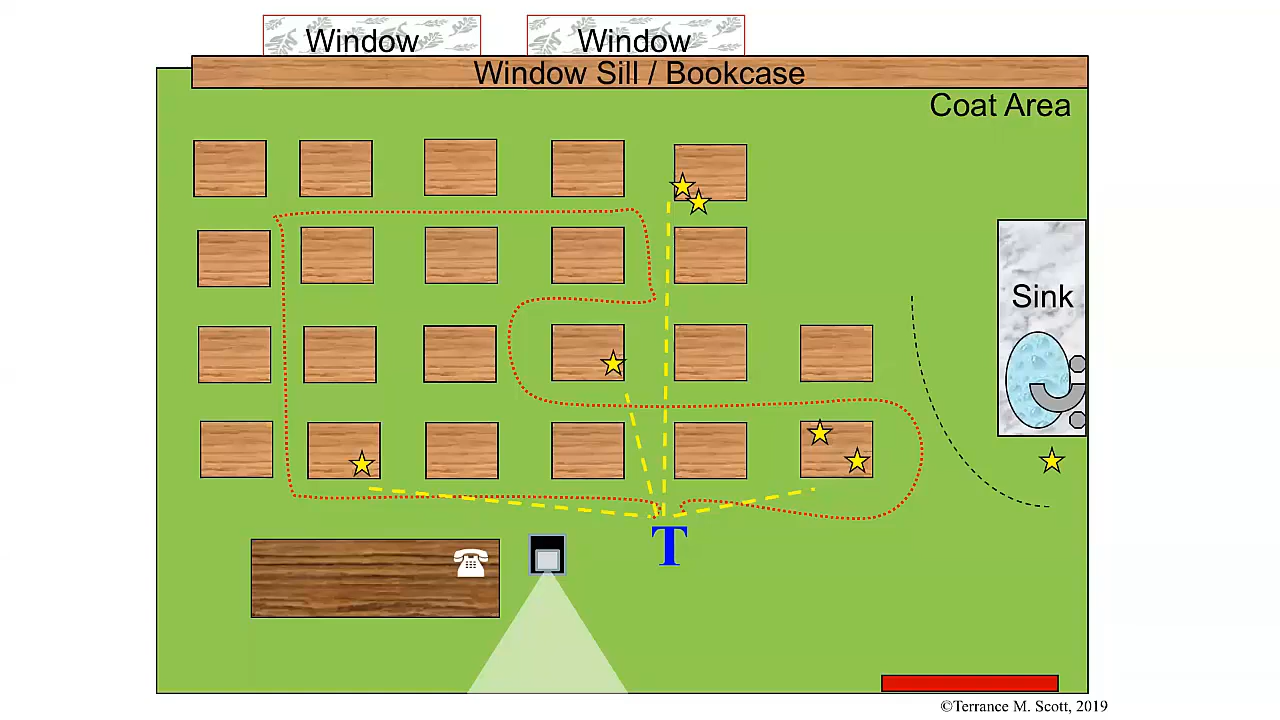 Window
Window
Window Sill / Bookcase
Coat Area
Sink
T
©Terrance M. Scott, 2019